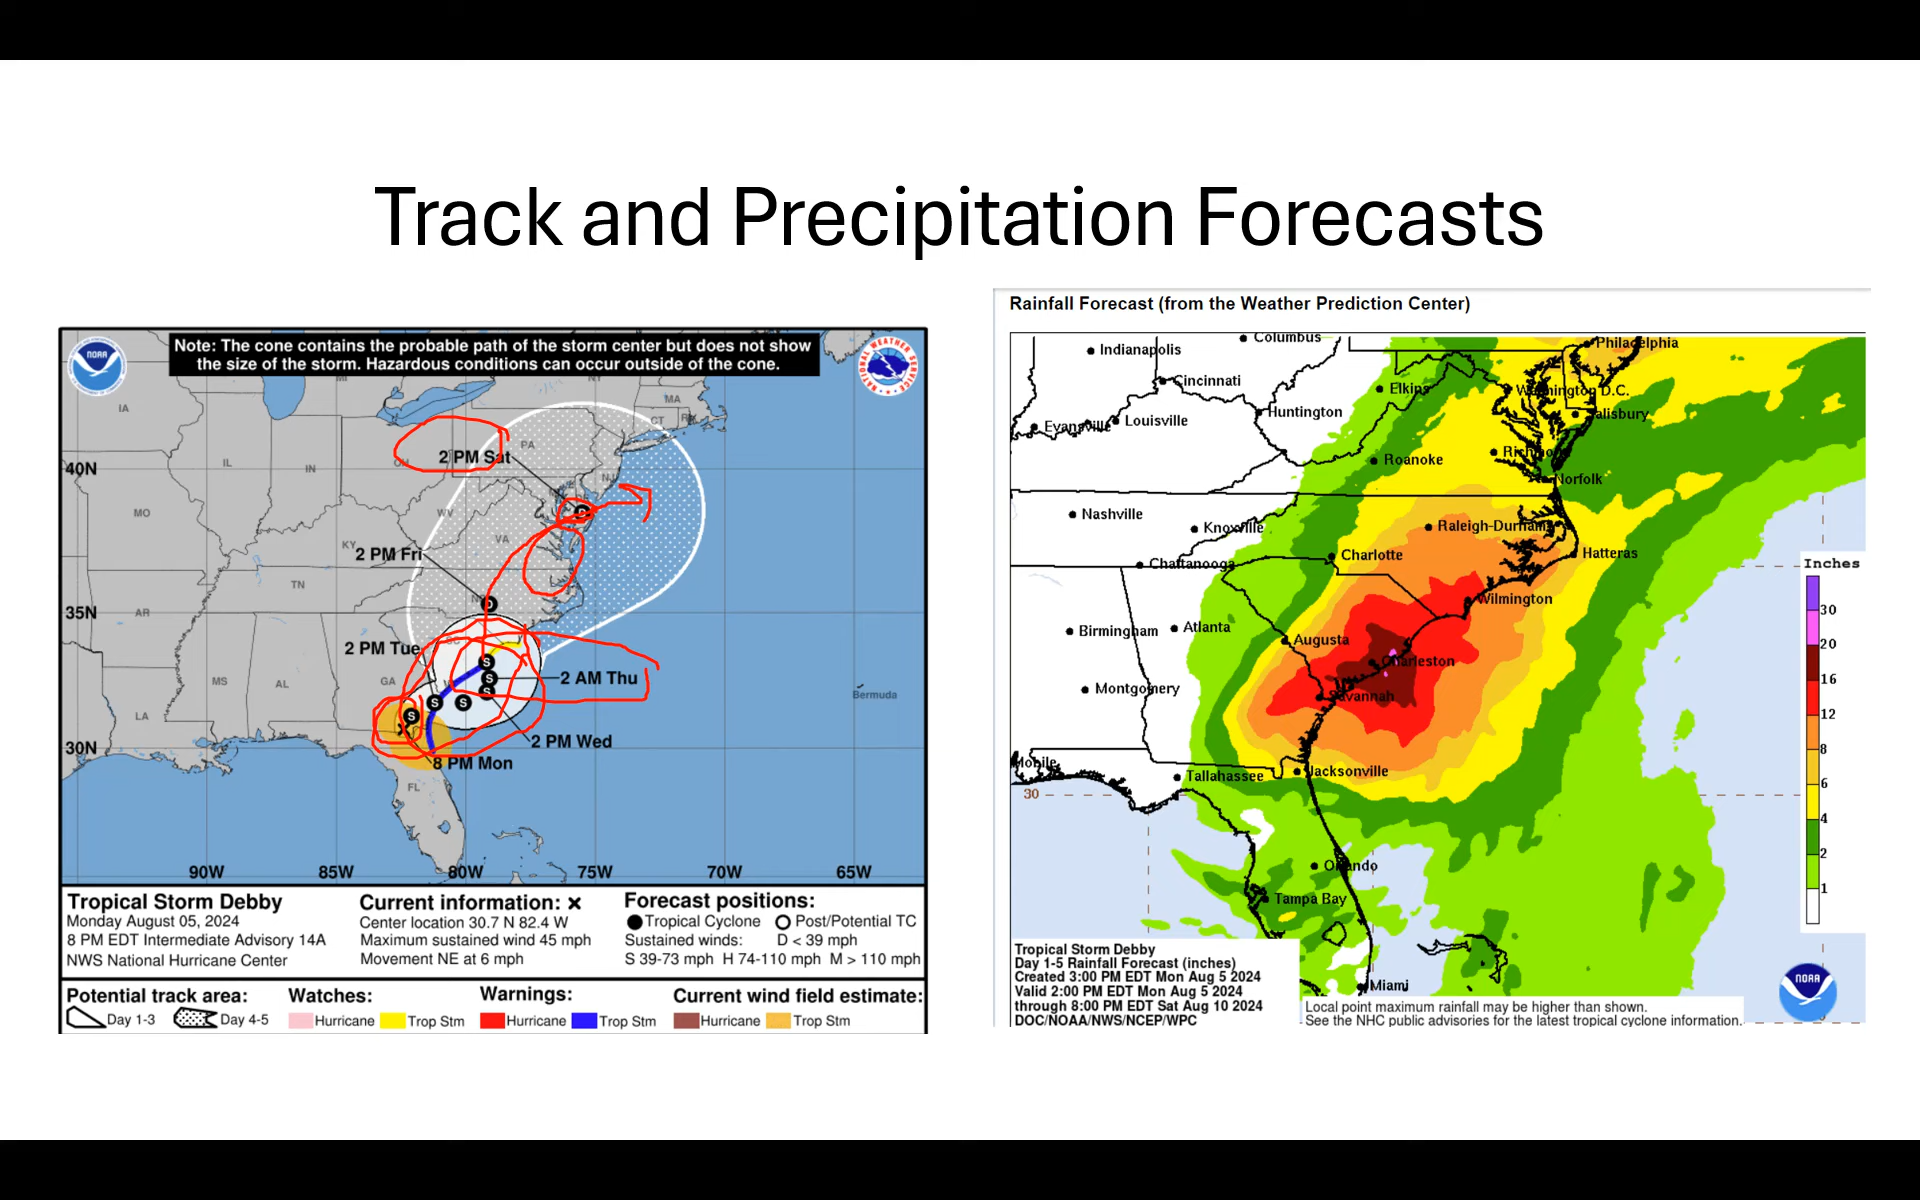 Track and Precipitation Forecasts
Note: The cone contains the probable path of the storm center but does not show
the size of the storm. Hazardous conditions can occur outside of the cone.
NOAA
NATIONAL WEATHER SERVICE
NY
MA
CT
IA
PA
2 PM Sat
OH
40N
IL
IN
NJ
MO
WV
VA
KY
2 PM Fri
TN
35N
AR
2 PM Tue
2 AM Thu
MS
AL
GA
Bermuda
LA
2 PM Wed
30N
8 PM Mon
FL
90W
85W
80W
75W
70W
65W
S
S
S
S
S
S
D
Tropical Storm Debby
Monday August 05, 2024
8 PM EDT Intermediate Advisory 14A
NWS National Hurricane Center
Current information: x
Center location 30.7 N 82.4 W
Maximum sustained wind 45 mph
Movement NE at 6 mph
Forecast positions:
Tropical Cyclone Post/Potential TC
Sustained winds: D < 39 mph
S 39-73 mph H 74-110 mph M > 110 mph
Potential track area:
Day 1-3 Day 4-5
Watches:
Hurricane Trop Stm
Warnings:
Hurricane Trop Stm
Current wind field estimate:
Hurricane Trop Stm
Rainfall Forecast (from the Weather Prediction Center)
Columbus
Philadelphia
Indianapolis
Cincinnati
Elkins
Washington D.C.
Huntington
Salisbury
Evansville
Louisville
Roanoke
Richmond
Norfolk
Nashville
Knoxville
Raleigh-Durham
Charlotte
Hatteras
Chattanooga
Wilmington
Birmingham
Atlanta
Augusta
Charleston
Montgomery
Savannah
Mobile
Tallahassee
Jacksonville
30
Orlando
Tampa Bay
Miami
Inches
30
20
16
12
8
6
4
2
1
Tropical Storm Debby
Day 1-5 Rainfall Forecast (inches)
Created 3:00 PM EDT Mon Aug 5 2024
Valid 2:00 PM EDT Mon Aug 5 2024
through 8:00 PM EDT Sat Aug 10 2024
DOC/NOAA/NWS/NCEP/WPC
Local point maximum rainfall may be higher than shown.
See the NHC public advisories for the latest tropical cyclone information.
NOAA